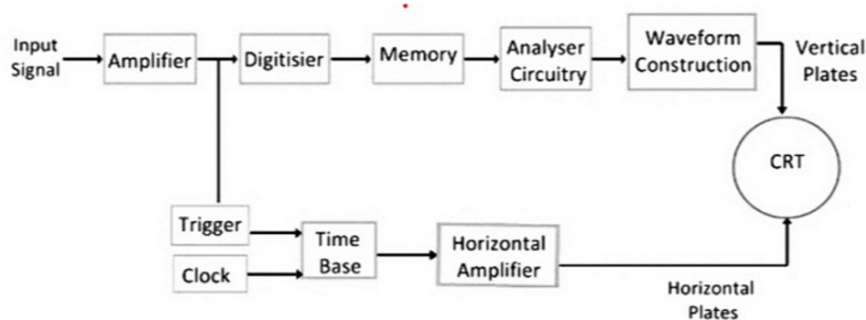 Input
Signal
Amplifier
Digitisier
Memory
Analyser
Circuitry
Waveform
Construction
Vertical
Plates
CRT
Trigger
Clock
Time
Base
Horizontal
Amplifier
Horizontal
Plates